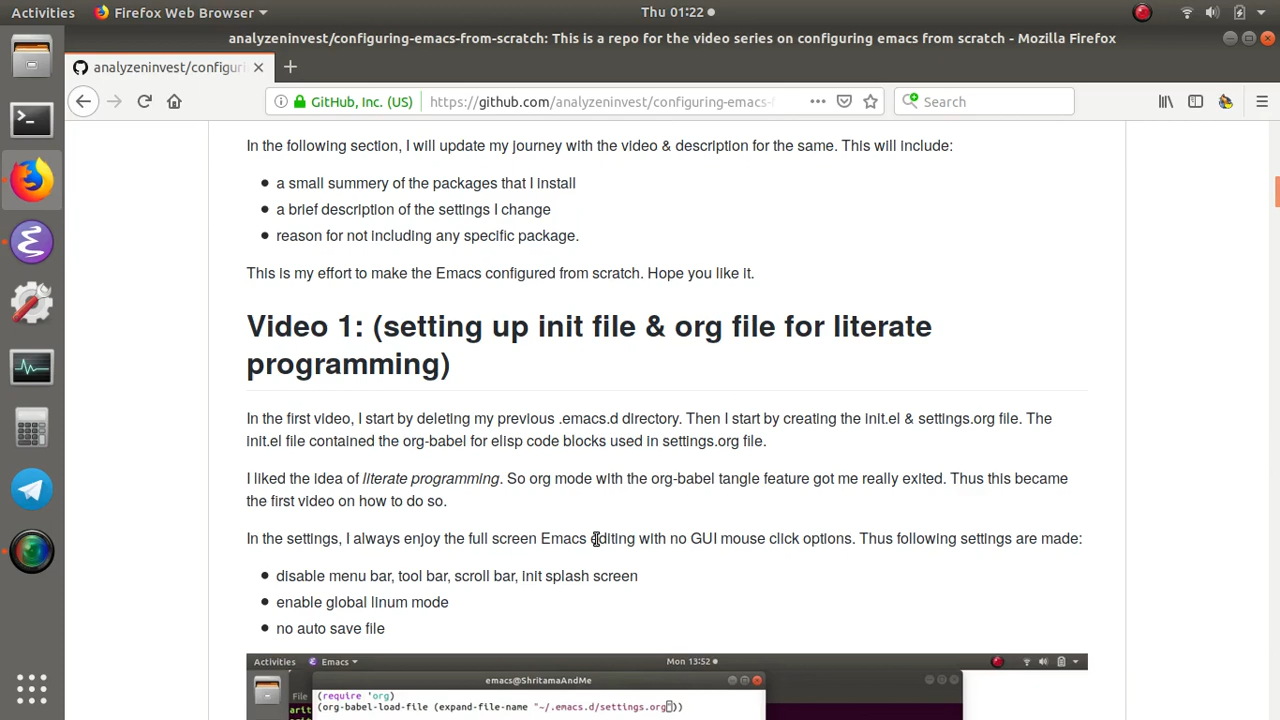 Activities Firefox Web Browser Thu 01:22
analyzeninvest/configuring-emacs-from-scratch: This is a repo for the video series on configuring emacs from scratch - Mozilla Firefox
analyzeninvest/configuri
GitHub, Inc. (US) https://github.com/analyzeninvest/configuring-emacs-f Search
In the following section, I will update my journey with the video & description for the same. This will include:
a small summery of the packages that I install
a brief description of the settings I change
reason for not including any specific package.
This is my effort to make the Emacs configured from scratch. Hope you like it.
Video 1: (setting up init file & org file for literate
programming)
In the first video, I start by deleting my previous .emacs.d directory. Then I start by creating the init.el & settings.org file. The
init.el file contained the org-babel for elisp code blocks used in settings.org file.
I liked the idea of literate programming. So org mode with the org-babel tangle feature got me really exited. Thus this became
the first video on how to do so.
In the settings, I always enjoy the full screen Emacs editing with no GUI mouse click options. Thus following settings are made:
disable menu bar, tool bar, scroll bar, init splash screen
enable global linum mode
no auto save file
Activities Emacs Mon 13:52
emacs@ShritamaAndMe
File (require 'org)
(org-babel-load-file (expand-file-name "~/.emacs.d/settings.org"))